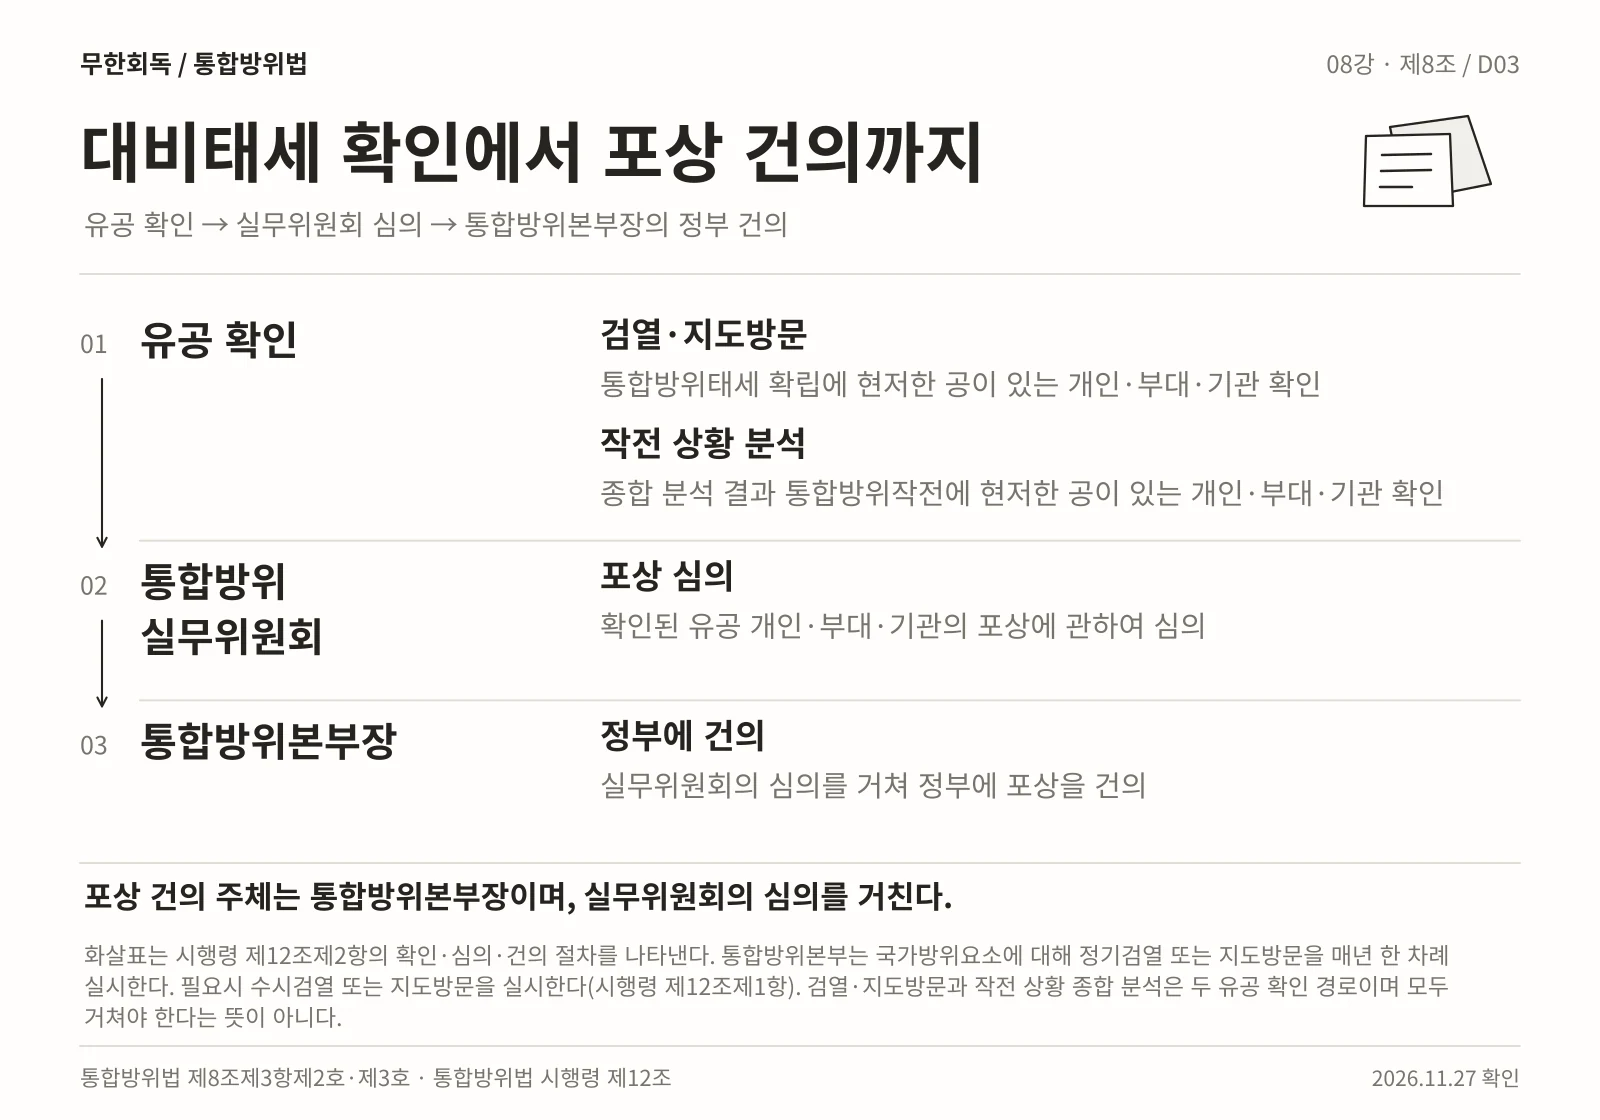 무한회독 / 통합방위법
08강 · 제8조 / D03
대비태세 확인에서 포상 건의까지
유공 확인 → 실무위원회 심의 → 통합방위본부장의 정부 건의
01 유공 확인
검열·지도방문
통합방위태세 확립에 현저한 공이 있는 개인·부대·기관 확인
작전 상황 분석
종합 분석 결과 통합방위작전에 현저한 공이 있는 개인·부대·기관 확인
02 통합방위
실무위원회
포상 심의
확인된 유공 개인·부대·기관의 포상에 관하여 심의
03 통합방위본부장
정부에 건의
실무위원회의 심의를 거쳐 정부에 포상을 건의
포상 건의 주체는 통합방위본부장이며, 실무위원회의 심의를 거친다.
화살표는 시행령 제12조제2항의 확인·심의·건의 절차를 나타낸다. 통합방위본부는 국가방위요소에 대해 정기검열 또는 지도방문을 매년 한 차례
실시한다. 필요시 수시검열 또는 지도방문을 실시한다(시행령 제12조제1항). 검열·지도방문과 작전 상황 종합 분석은 두 유공 확인 경로이며 모두
거쳐야 한다는 뜻이 아니다.
통합방위법 제8조제3항제2호·제3호 · 통합방위법 시행령 제12조
2026.11.27 확인